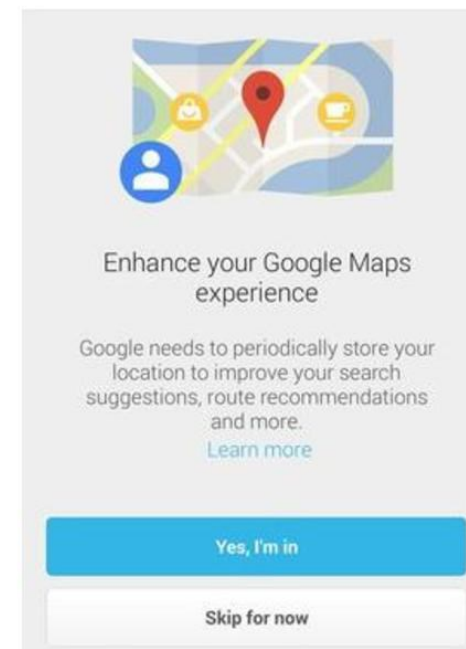 Enhance your Google Maps
experience
Google needs to periodically store your
location to improve your search
suggestions, route recommendations
and more.
Learn more
Yes, I'm in
Skip for now